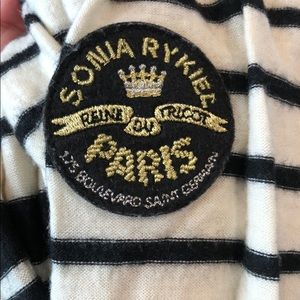 SONIA RYKIEL
REINE DU TRICOT
PARIS
175 BOULEVARD SAINT GERMAIN